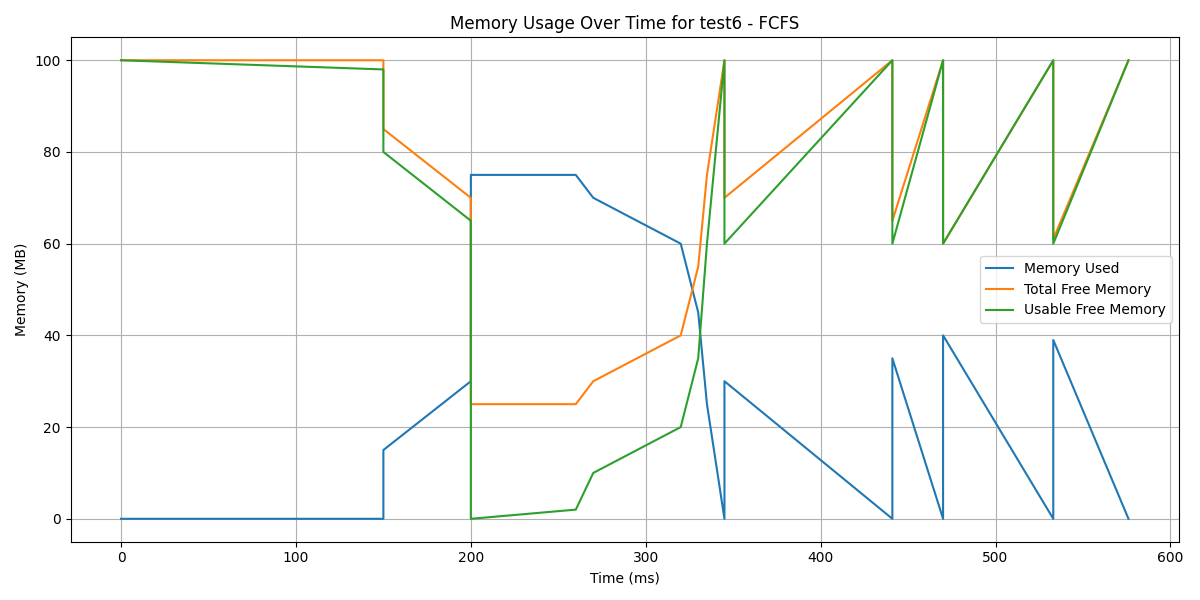 Memory Usage Over Time for test6 - FCFS
Memory (MB)
100
80
60
40
20
0
Memory Used
Total Free Memory
Usable Free Memory
0 100 200 300 400 500 600
Time (ms)